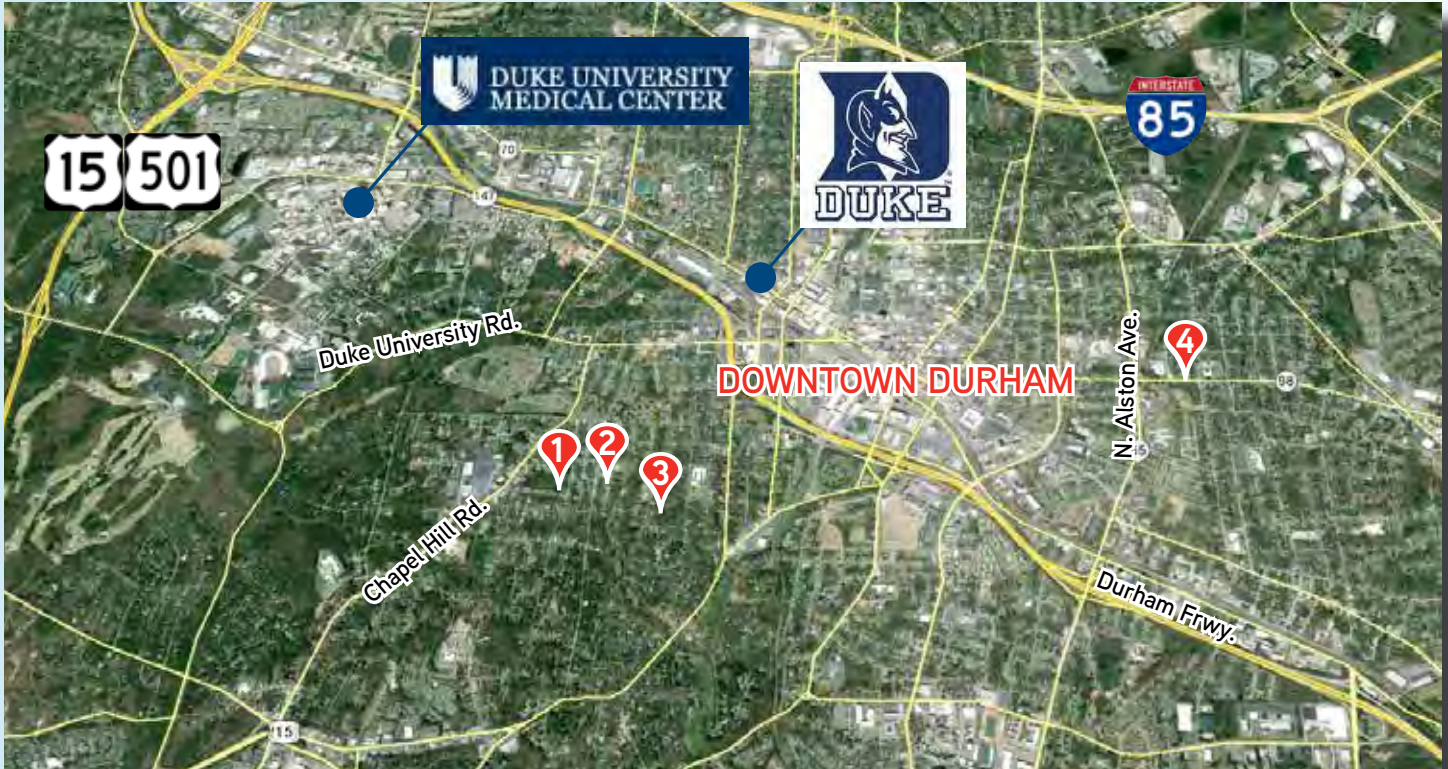 DUKE UNIVERSITY
MEDICAL CENTER
DUKE
INTERSTATE
85
15
501
70
147
Duke University Rd.
DOWNTOWN DURHAM
N. Alston Ave.
4
98
1
2
3
Chapel Hill Rd.
Durham Frwy.
15